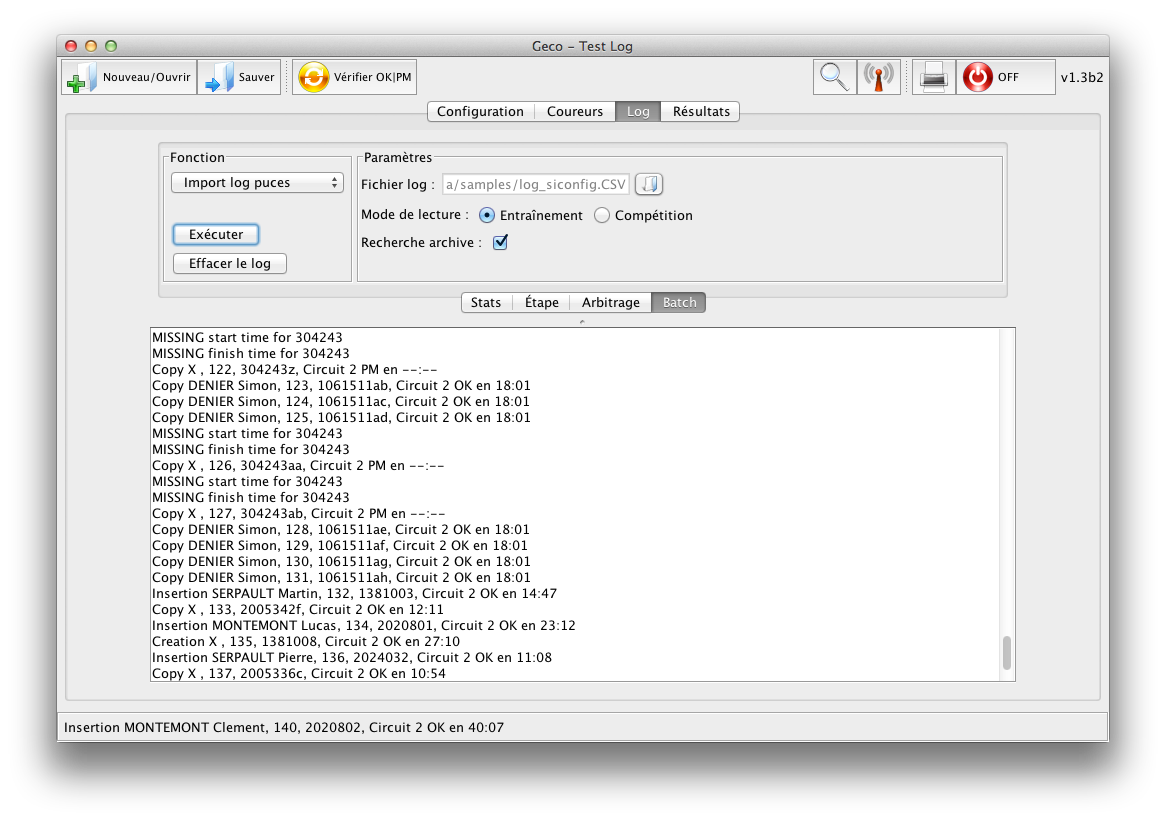 Geco – Test Log
Nouveau/Ouvrir Sauver Vérifier OK|PM OFF v1.3b2
Configuration Coureurs Log Résultats
Fonction
Import log puces
Exécuter
Effacer le log
Paramètres
Fichier log : a/samples/log_siconfig.CSV
Mode de lecture : Entraînement Compétition
Recherche archive :
Stats Étape Arbitrage Batch
MISSING start time for 304243
MISSING finish time for 304243
Copy X , 122, 304243z, Circuit 2 PM en --:--
Copy DENIER Simon, 123, 1061511ab, Circuit 2 OK en 18:01
Copy DENIER Simon, 124, 1061511ac, Circuit 2 OK en 18:01
Copy DENIER Simon, 125, 1061511ad, Circuit 2 OK en 18:01
MISSING start time for 304243
MISSING finish time for 304243
Copy X , 126, 304243aa, Circuit 2 PM en --:--
MISSING start time for 304243
MISSING finish time for 304243
Copy X , 127, 304243ab, Circuit 2 PM en --:--
Copy DENIER Simon, 128, 1061511ae, Circuit 2 OK en 18:01
Copy DENIER Simon, 129, 1061511af, Circuit 2 OK en 18:01
Copy DENIER Simon, 130, 1061511ag, Circuit 2 OK en 18:01
Copy DENIER Simon, 131, 1061511ah, Circuit 2 OK en 18:01
Insertion SERPAULT Martin, 132, 1381003, Circuit 2 OK en 14:47
Copy X , 133, 2005342f, Circuit 2 OK en 12:11
Insertion MONTEMONT Lucas, 134, 2020801, Circuit 2 OK en 23:12
Creation X , 135, 1381008, Circuit 2 OK en 27:10
Insertion SERPAULT Pierre, 136, 2024032, Circuit 2 OK en 11:08
Copy X , 137, 2005336c, Circuit 2 OK en 10:54
Insertion MONTEMONT Clement, 140, 2020802, Circuit 2 OK en 40:07